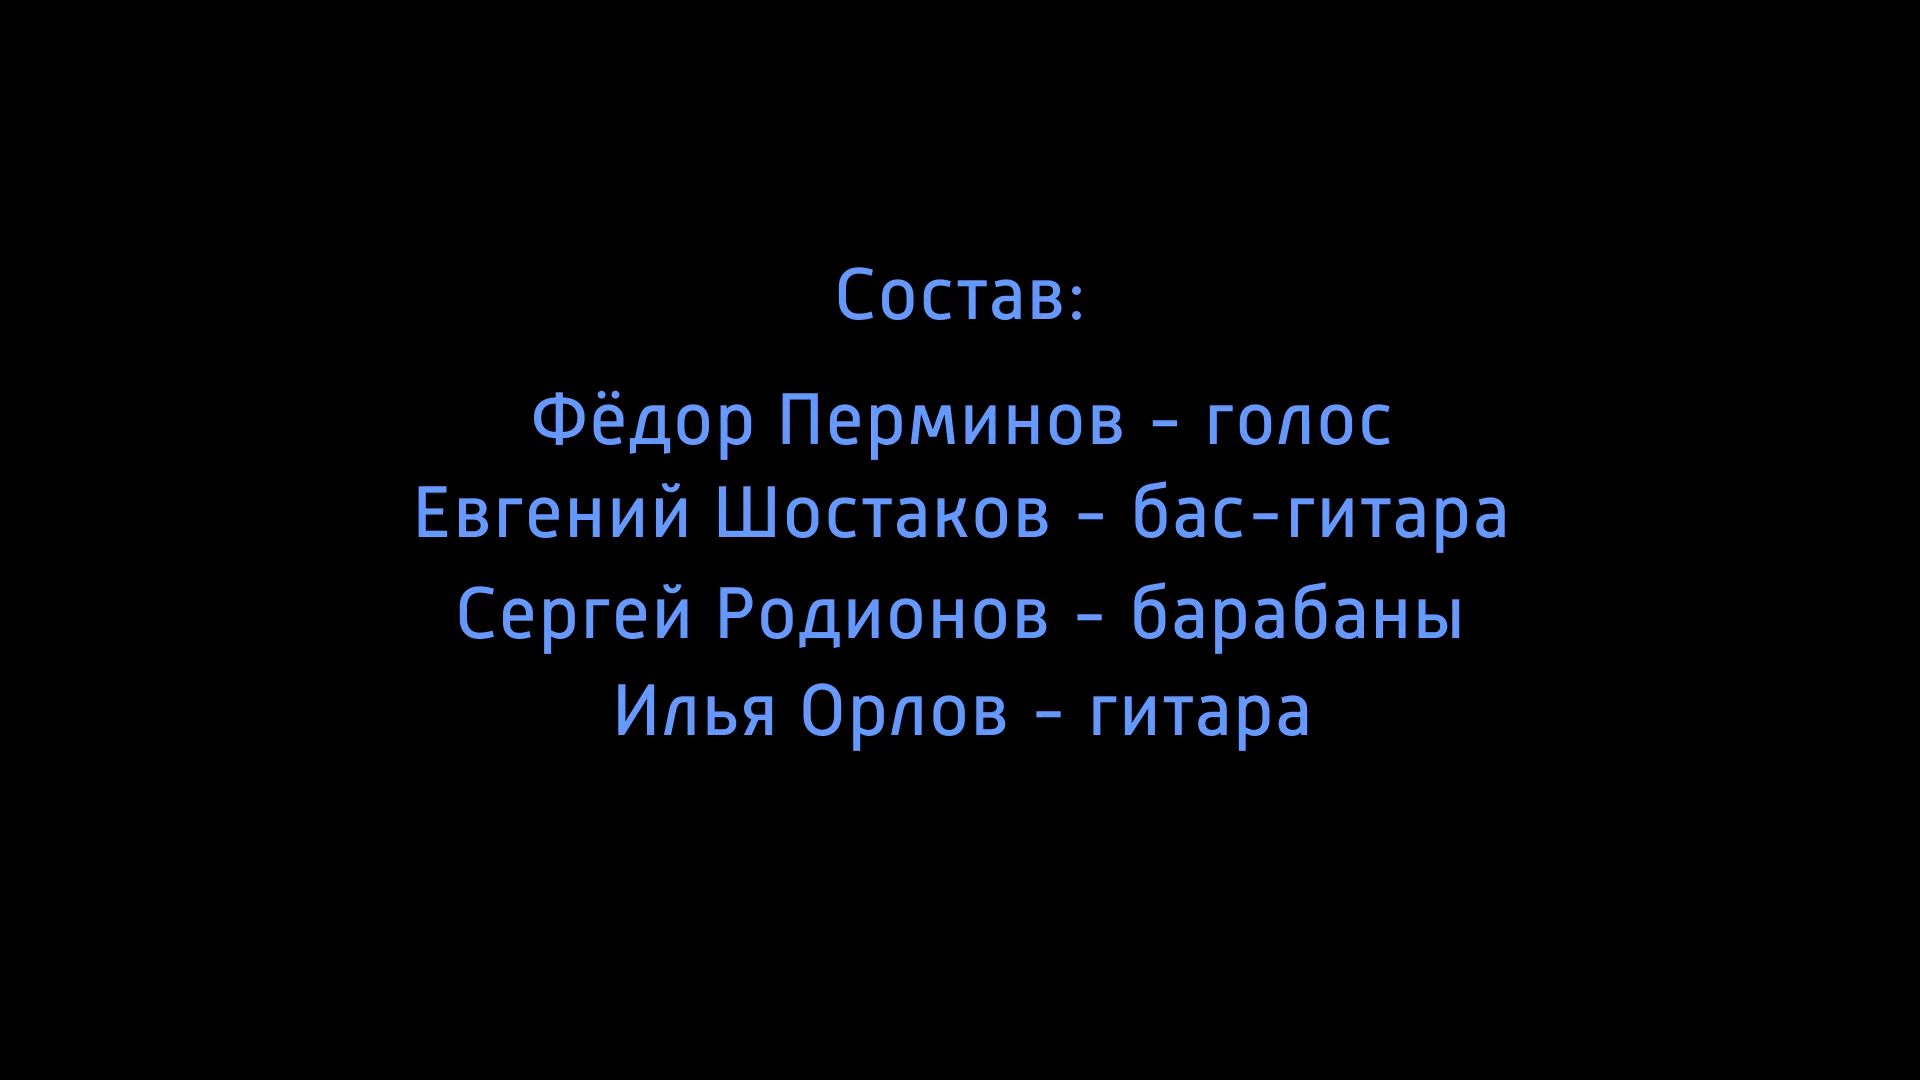 Состав:
Фёдор Перминов - голос
Евгений Шостаков - бас-гитара
Сергей Родионов - барабаны
Илья Орлов - гитара